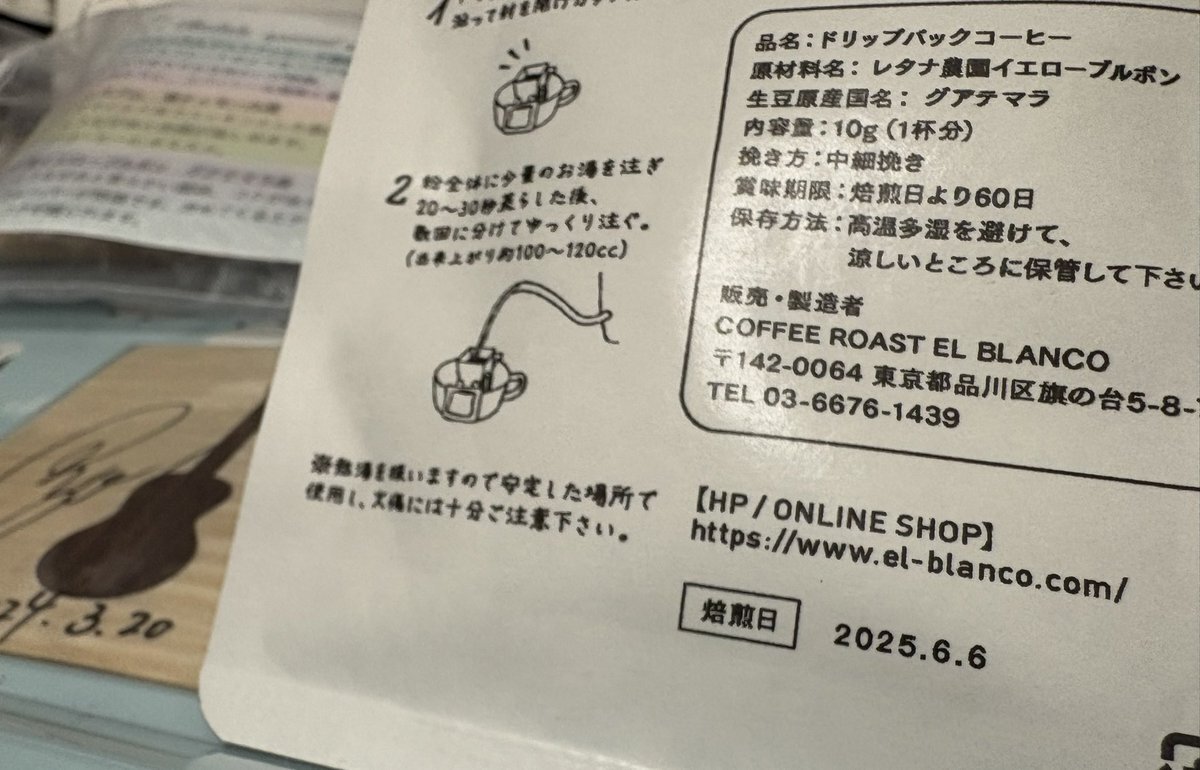 1
沿って封を開け
2 粉全体に少量のお湯を注ぎ
20〜30秒蒸らした後、
数回に分けてゆっくり注ぐ。
(出来上がり約100〜120cc)
※熱湯を扱いますので安定した場所で
使用し、火傷には十分ご注意下さい。
品名：ドリップバックコーヒー
原材料名：レタナ農園イエローブルボン
生豆原産国名：グアテマラ
内容量：10g（1杯分）
挽き方：中細挽き
賞味期限：焙煎日より60日
保存方法：高温多湿を避けて、
涼しいところに保管して下さい
販売・製造者
COFFEE ROAST EL BLANCO
〒142-0064 東京都品川区旗の台5-8-
TEL 03-6676-1439
【HP / ONLINE SHOP】
https://www.el-blanco.com/
焙煎日 2025.6.6
24.3.20